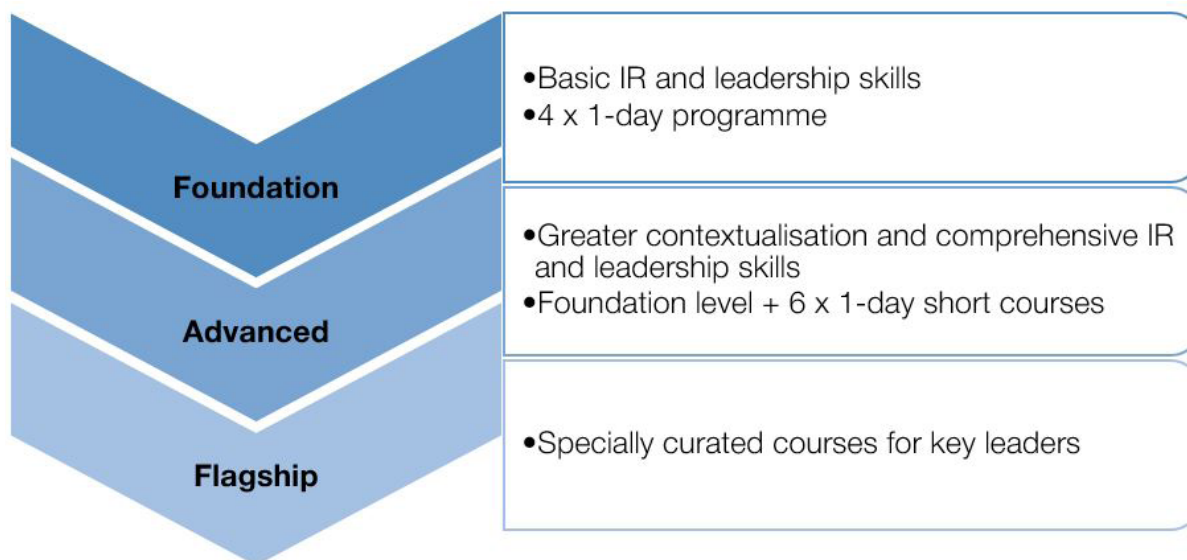 Foundation
•Basic IR and leadership skills
•4 x 1-day programme
Advanced
•Greater contextualisation and comprehensive IR
and leadership skills
•Foundation level + 6 x 1-day short courses
Flagship
•Specially curated courses for key leaders